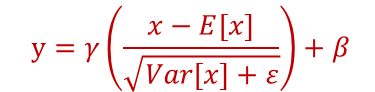 y = γ ( (x − E[x]) / √(Var[x] + ε) ) + β